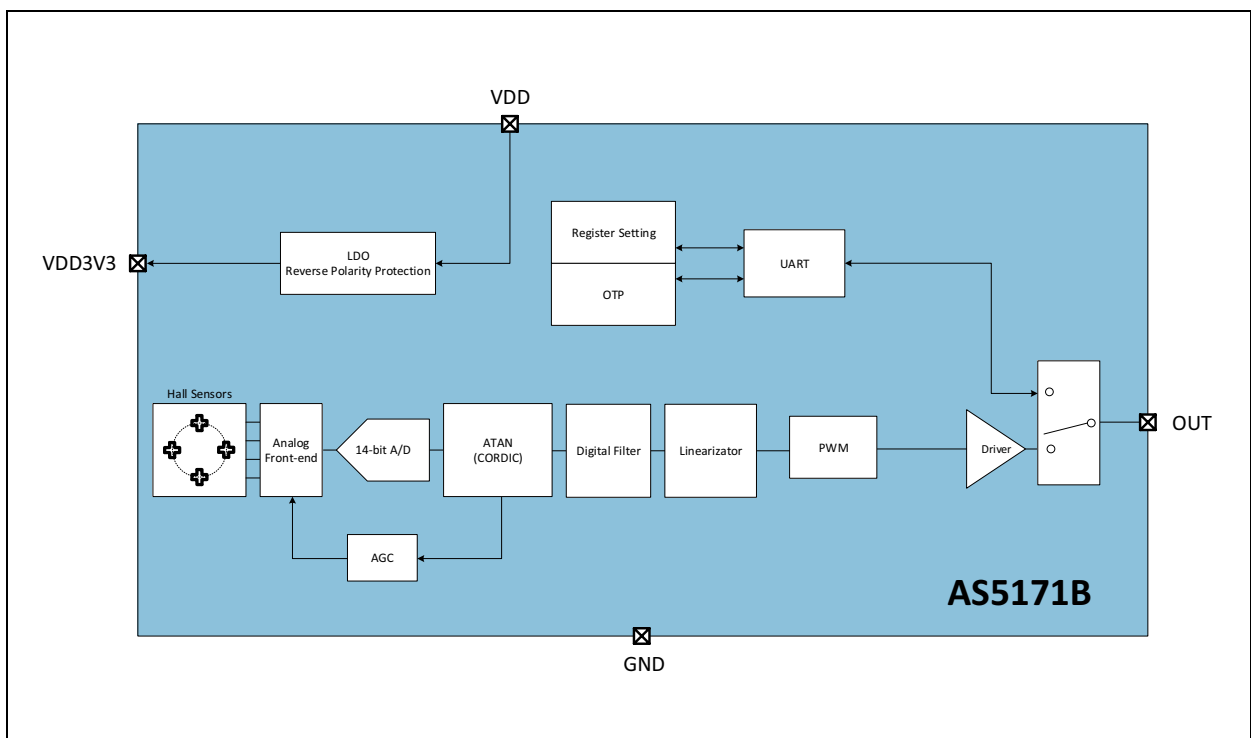 VDD
VDD3V3
LDO
Reverse Polarity Protection
Register Setting
OTP
UART
Hall Sensors
Analog
Front-end
14-bit A/D
ATAN
(CORDIC)
Digital Filter
Linearizator
PWM
Driver
OUT
AGC
AS5171B
GND